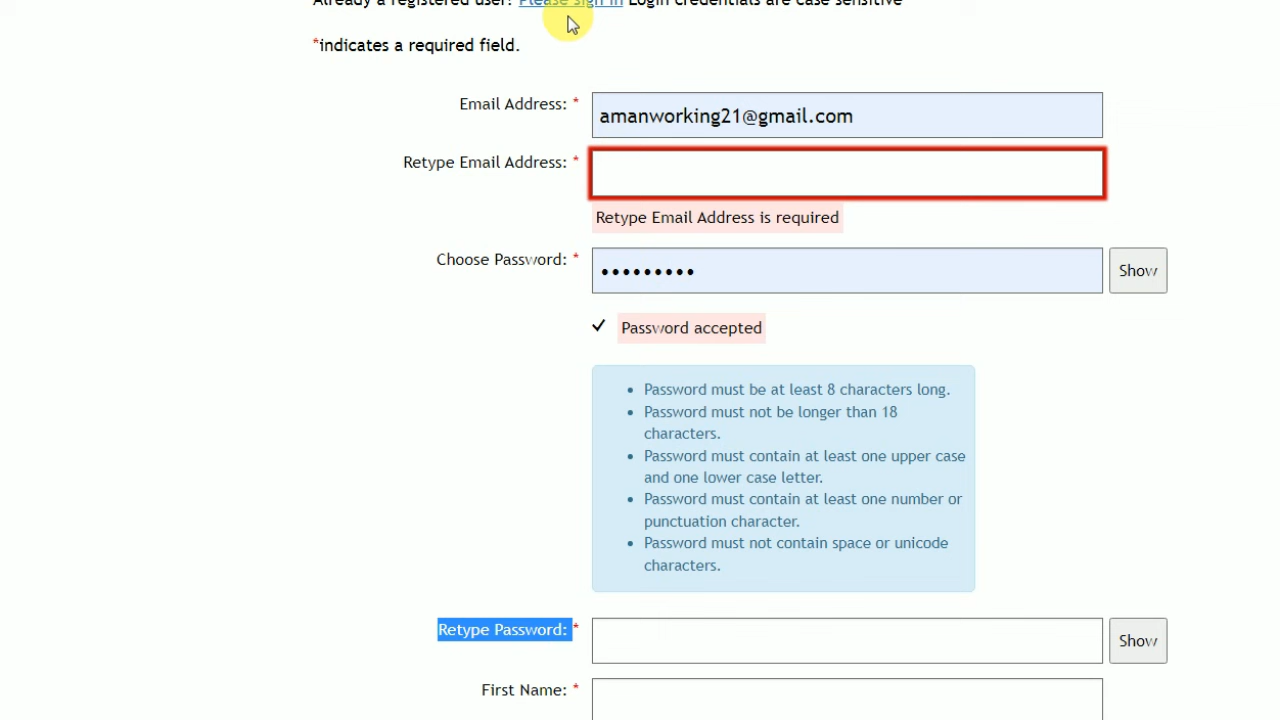 Already a registered user? Please sign in Login credentials are case sensitive
*indicates a required field.
Email Address: *
amanworking21@gmail.com
Retype Email Address: *
Retype Email Address is required
Choose Password: *
•••••••••
Show
✓ Password accepted
• Password must be at least 8 characters long.
• Password must not be longer than 18
characters.
• Password must contain at least one upper case
and one lower case letter.
• Password must contain at least one number or
punctuation character.
• Password must not contain space or unicode
characters.
Retype Password: *
Show
First Name: *